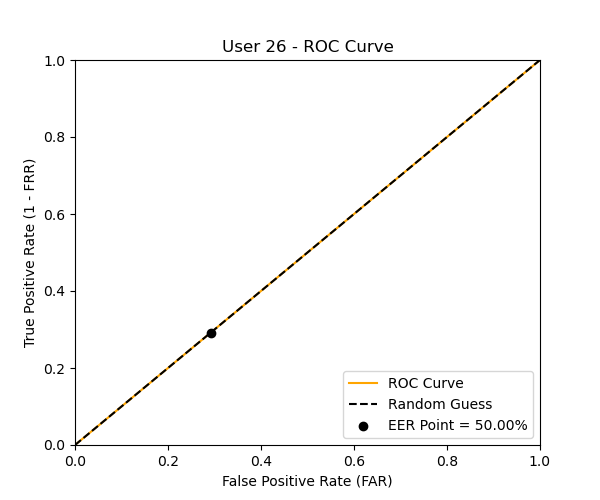 User 26 - ROC Curve
True Positive Rate (1 - FRR)
1.0
0.8
0.6
0.4
0.2
0.0
ROC Curve
Random Guess
EER Point = 50.00%
0.0 0.2 0.4 0.6 0.8 1.0
False Positive Rate (FAR)